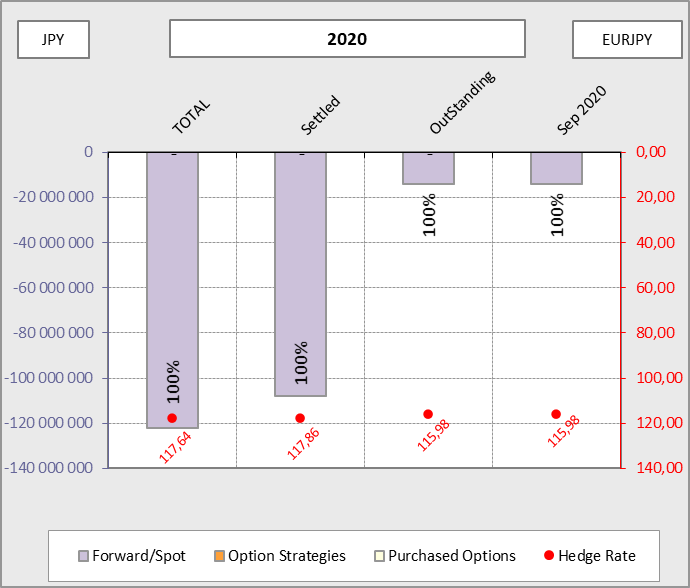 JPY
2020
EURJPY
TOTAL
Settled
OutStanding
Sep 2020
0
-20 000 000
-40 000 000
-60 000 000
-80 000 000
-100 000 000
-120 000 000
-140 000 000
0,00
20,00
40,00
60,00
80,00
100,00
120,00
140,00
100%
100%
100%
100%
117,64
117,86
115,98
115,98
Forward/Spot
Option Strategies
Purchased Options
Hedge Rate